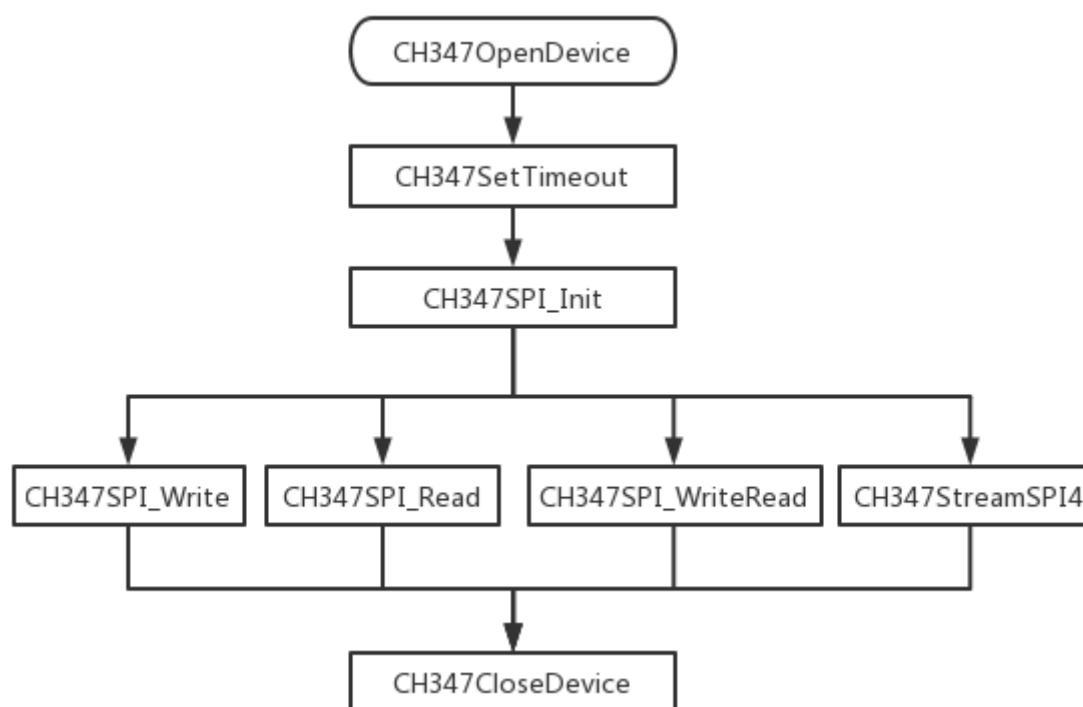 CH347OpenDevice
CH347SetTimeout
CH347SPI_Init
CH347SPI_Write
CH347SPI_Read
CH347SPI_WriteRead
CH347StreamSPI4
CH347CloseDevice